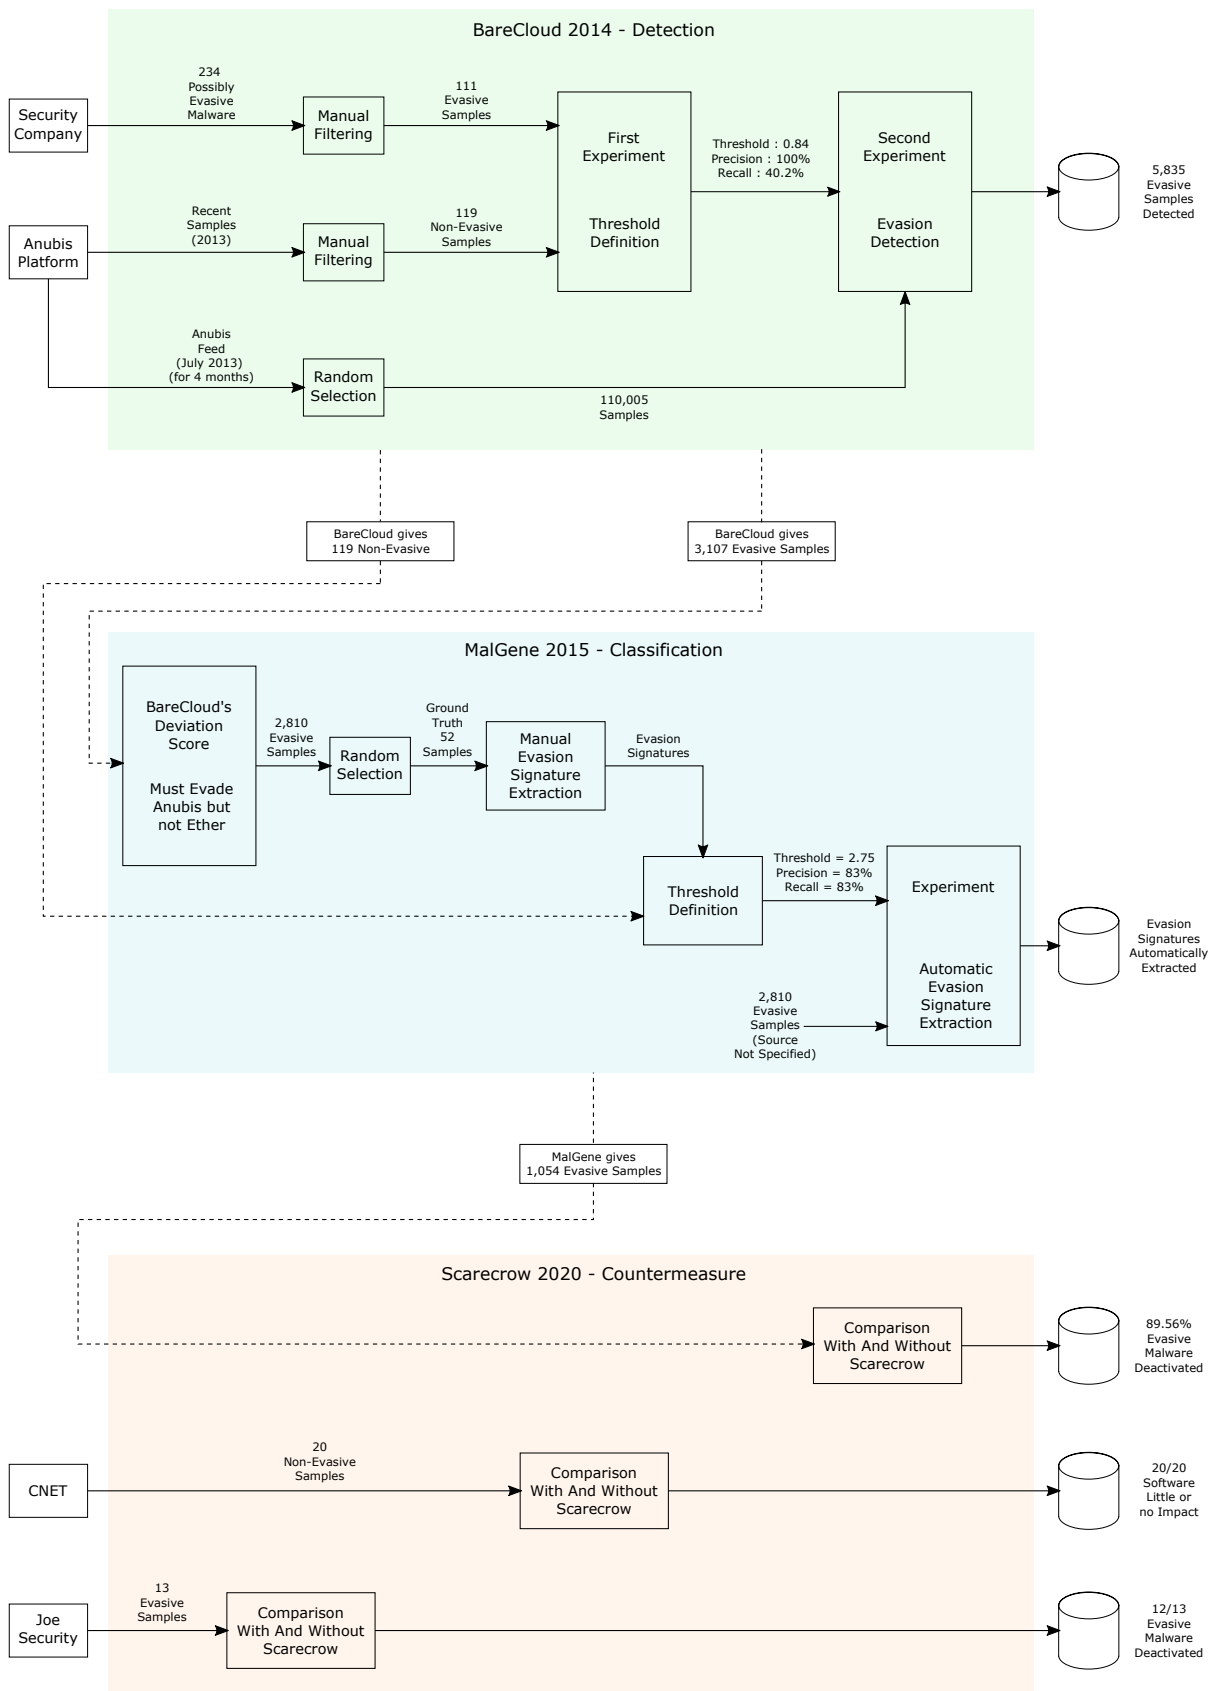 BareCloud 2014 - Detection
Security
Company
234
Possibly
Evasive
Malware
Manual
Filtering
111
Evasive
Samples
First
Experiment
Threshold
Definition
Threshold : 0.84
Precision : 100%
Recall : 40.2%
Second
Experiment
Evasion
Detection
5,835
Evasive
Samples
Detected
Anubis
Platform
Recent
Samples
(2013)
Manual
Filtering
119
Non-Evasive
Samples
Anubis
Feed
(July 2013)
(for 4 months)
Random
Selection
110,005
Samples
BareCloud gives
119 Non-Evasive
BareCloud gives
3,107 Evasive Samples
MalGene 2015 - Classification
BareCloud's
Deviation
Score
Must Evade
Anubis but
not Ether
2,810
Evasive
Samples
Random
Selection
Ground
Truth
52
Samples
Manual
Evasion
Signature
Extraction
Evasion
Signatures
Threshold
Definition
Threshold = 2.75
Precision = 83%
Recall = 83%
Experiment
Automatic
Evasion
Signature
Extraction
2,810
Evasive
Samples
(Source
Not Specified)
Evasion
Signatures
Automatically
Extracted
MalGene gives
1,054 Evasive Samples
Scarecrow 2020 - Countermeasure
Comparison
With And Without
Scarecrow
89.56%
Evasive
Malware
Deactivated
CNET
20
Non-Evasive
Samples
Comparison
With And Without
Scarecrow
20/20
Software
Little or
no Impact
Joe
Security
13
Evasive
Samples
Comparison
With And Without
Scarecrow
12/13
Evasive
Malware
Deactivated